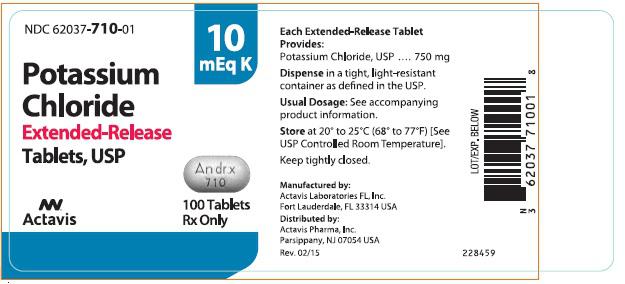 NDC 62037-710-01
10
mEq K
Potassium
Chloride
Extended-Release
Tablets, USP
Andrx
710
100 Tablets
Rx Only
Actavis
Each Extended-Release Tablet
Provides:
Potassium Chloride, USP .... 750 mg
Dispense in a tight, light-resistant
container as defined in the USP.
Usual Dosage: See accompanying
product information.
Store at 20° to 25°C (68° to 77°F) [See
USP Controlled Room Temperature].
Keep tightly closed.
Manufactured by:
Actavis Laboratories FL, Inc.
Fort Lauderdale, FL 33314 USA
Distributed by:
Actavis Pharma, Inc.
Parsippany, NJ 07054 USA
Rev. 02/15
228459
LOT/EXP. BELOW
N
3 62037 71001 8